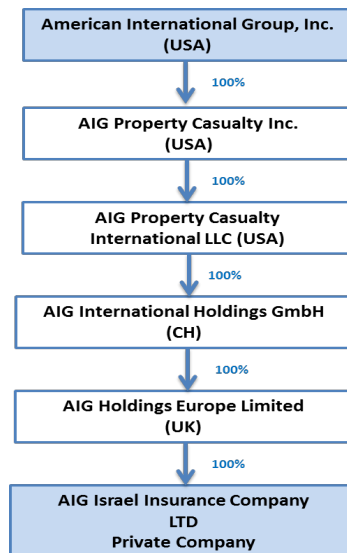 American International Group, Inc.
(USA)
100%
AIG Property Casualty Inc.
(USA)
100%
AIG Property Casualty
International LLC (USA)
100%
AIG International Holdings GmbH
(CH)
100%
AIG Holdings Europe Limited
(UK)
100%
AIG Israel Insurance Company
LTD
Private Company